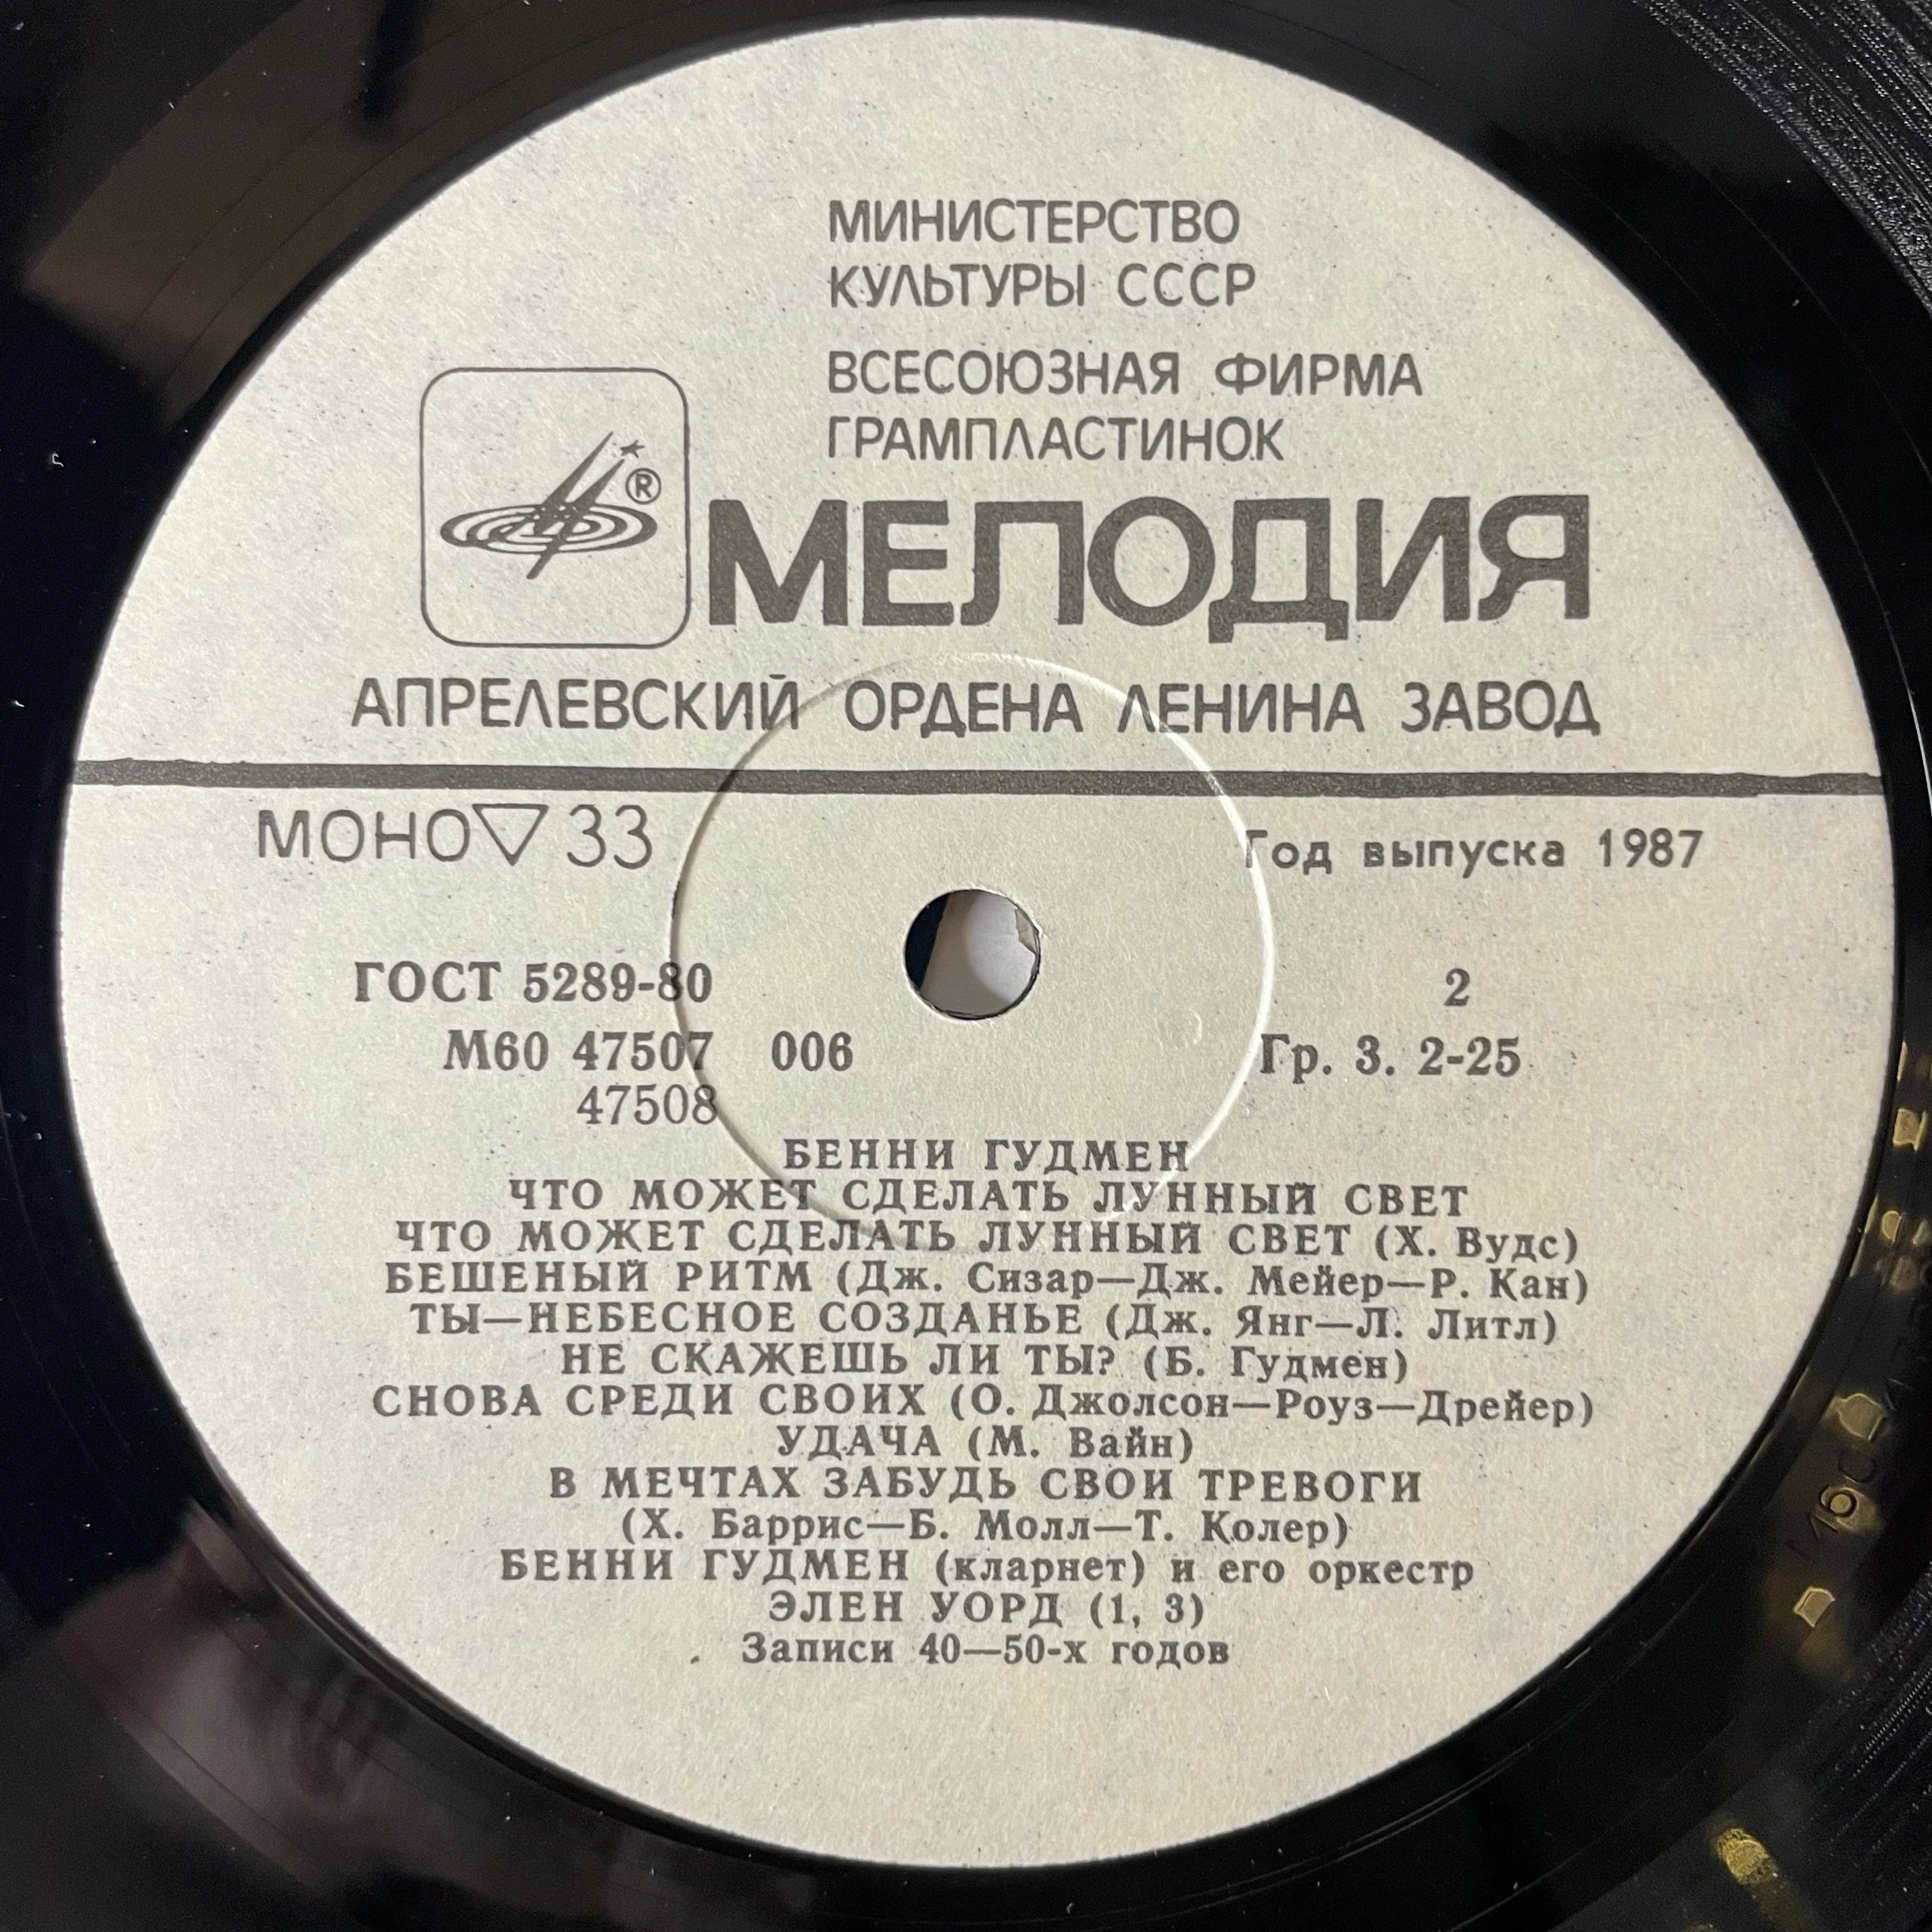 МИНИСТЕРСТВО
КУЛЬТУРЫ СССР
ВСЕСОЮЗНАЯ ФИРМА
ГРАМПЛАСТИНОК
®
МЕЛОДИЯ
АПРЕЛЕВСКИЙ ОРДЕНА ЛЕНИНА ЗАВОД
МОНО▽33
Год выпуска 1987
ГОСТ 5289-80
2
М60 47507 006
Гр. 3. 2-25
47508
БЕННИ ГУДМЕН
ЧТО МОЖЕТ СДЕЛАТЬ ЛУННЫЙ СВЕТ
ЧТО МОЖЕТ СДЕЛАТЬ ЛУННЫЙ СВЕТ (Х. Вудс)
БЕШЕНЫЙ РИТМ (Дж. Сизар—Дж. Мейер—Р. Кан)
ТЫ—НЕБЕСНОЕ СОЗДАНЬЕ (Дж. Янг—Л. Литл)
НЕ СКАЖЕШЬ ЛИ ТЫ? (Б. Гудмен)
СНОВА СРЕДИ СВОИХ (О. Джолсон—Роуз—Дрейер)
УДАЧА (М. Вайн)
В МЕЧТАХ ЗАБУДЬ СВОИ ТРЕВОГИ
(Х. Баррис—Б. Молл—Т. Колер)
БЕННИ ГУДМЕН (кларнет) и его оркестр
ЭЛЕН УОРД (1, 3)
Записи 40—50-х годов